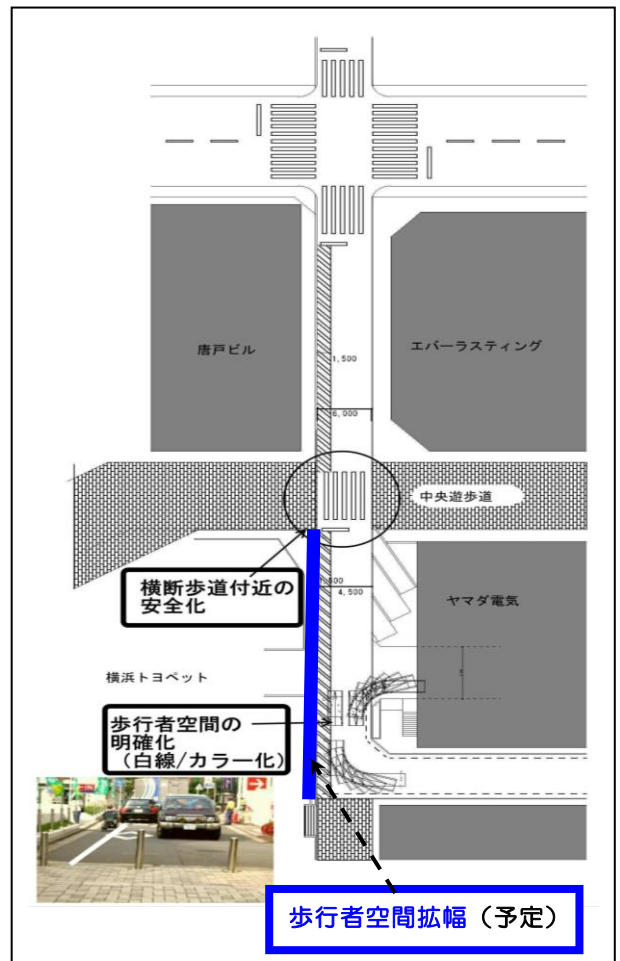 唐戸ビル
エバーラスティング
1,500
6,000
中央遊歩道
横断歩道付近の
安全化
4,500
ヤマダ電気
横浜トヨペット
歩行者空間の
明確化
(白線/カラー化)
歩行者空間拡幅(予定)